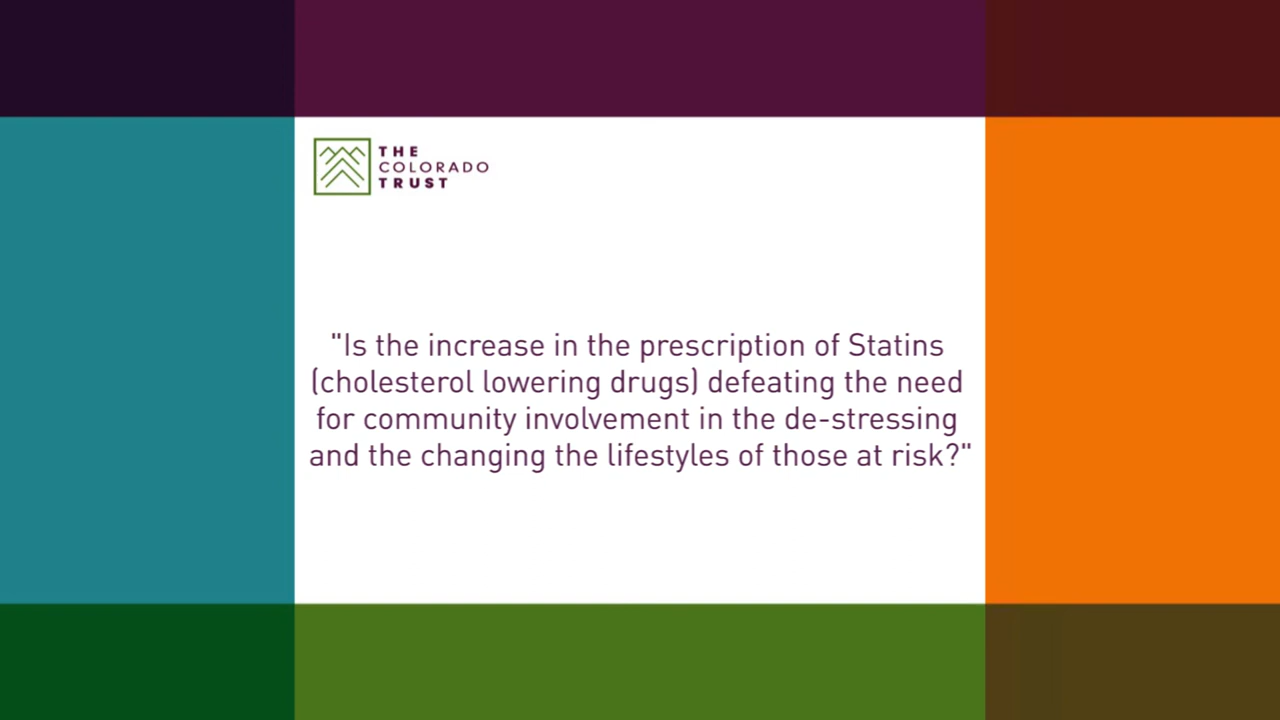 THE
COLORADO
TRUST
"Is the increase in the prescription of Statins
(cholesterol lowering drugs) defeating the need
for community involvement in the de-stressing
and the changing the lifestyles of those at risk?"